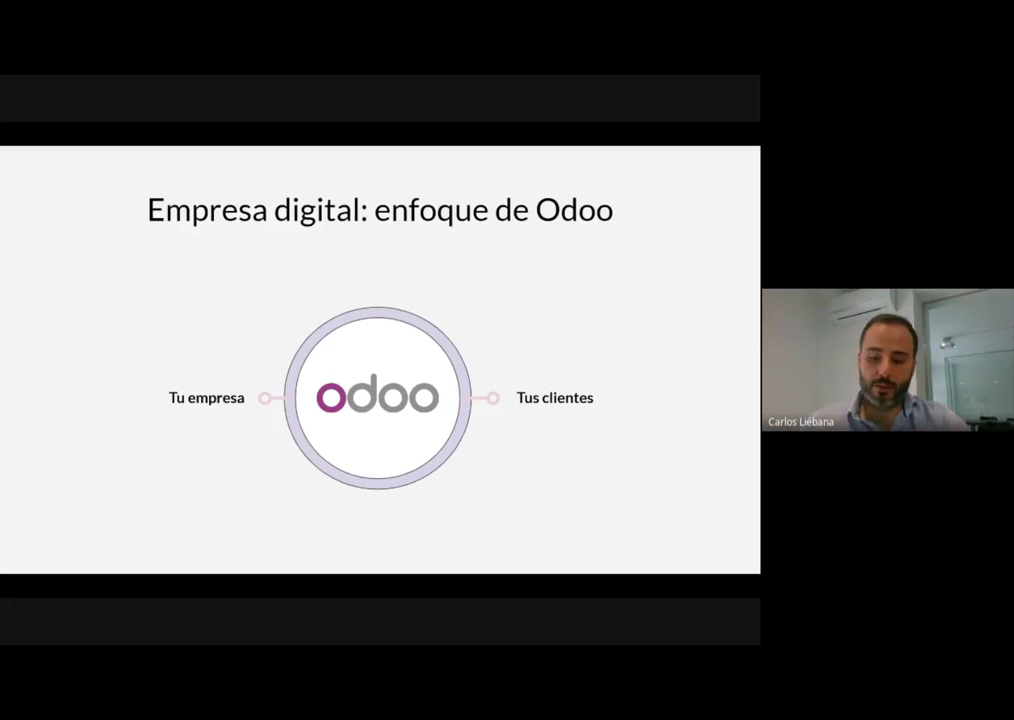 Empresa digital: enfoque de Odoo
Tu empresa
odoo
Tus clientes
Carlos Liébana